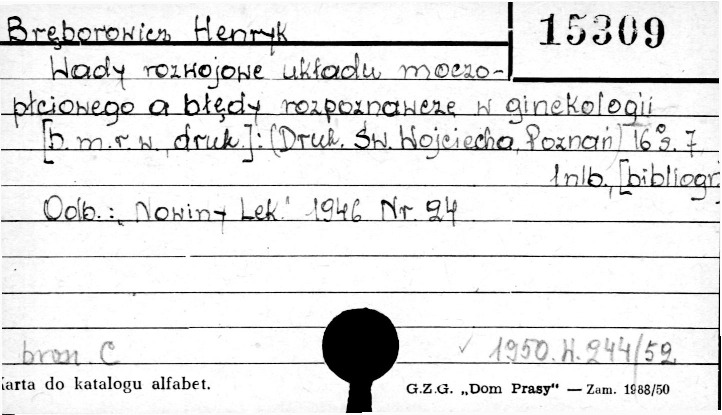 Bręborowicz Henryk
15309
Wady rozwojowe układu moczo-
płciowego a błędy rozpoznawcze w ginekologii
[b.m.r.w., druk.]: (Druk. Św. Wojciecha, Poznań) 16° s. 7,
1nlb., [bibliogr
Odb.: „Nowiny Lek." 1946 Nr. 24
bron. C
✓ 1950.H.244/52
karta do katalogu alfabet.
G.Z.G. „Dom Prasy" — Zam. 1988/50